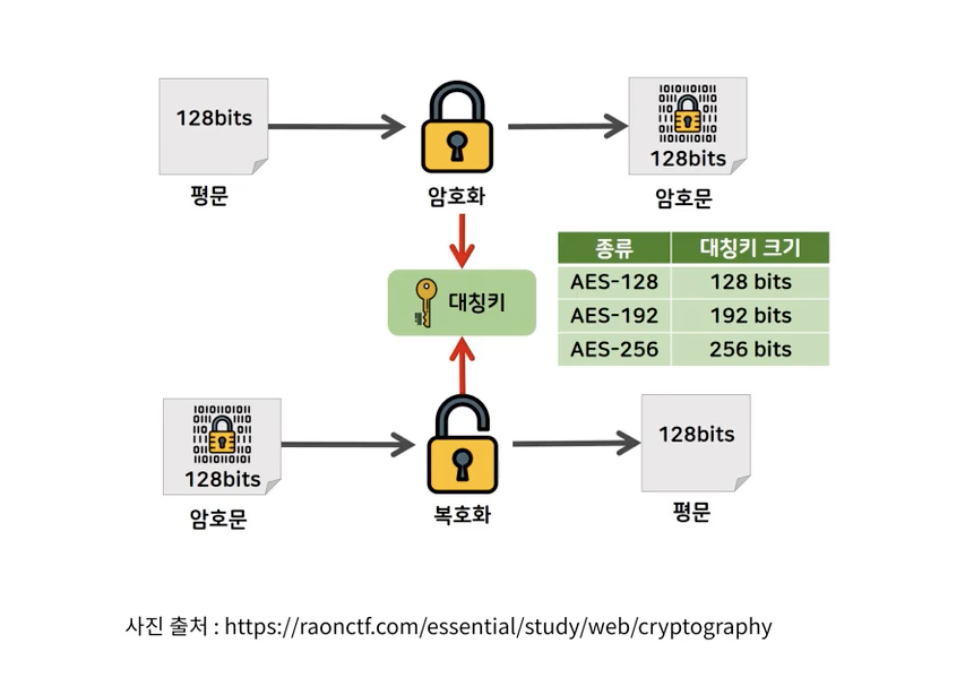 128bits
평문
암호화
1010110101
128bits
암호문
대칭키
종류 대칭키 크기
AES-128 128 bits
AES-192 192 bits
AES-256 256 bits
128bits
암호문
복호화
128bits
평문
사진 출처 : https://raonctf.com/essential/study/web/cryptography